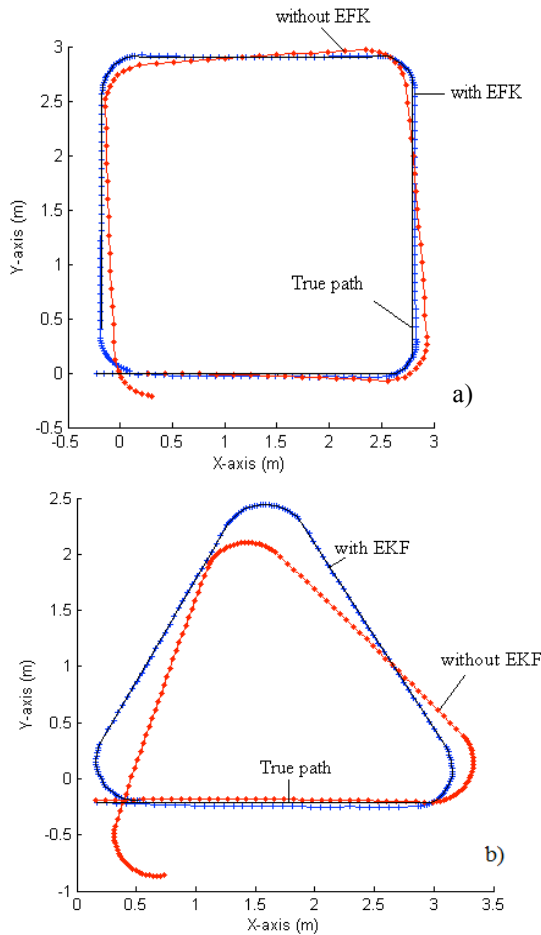 without EFK
with EFK
True path
a)
3
2.5
2
1.5
1
0.5
0
-0.5
Y-axis (m)
-0.5 0 0.5 1 1.5 2 2.5 3
X-axis (m)
with EKF
without EKF
True path
b)
2.5
2
1.5
1
0.5
0
-0.5
-1
Y-axis (m)
0 0.5 1 1.5 2 2.5 3 3.5
X-axis (m)